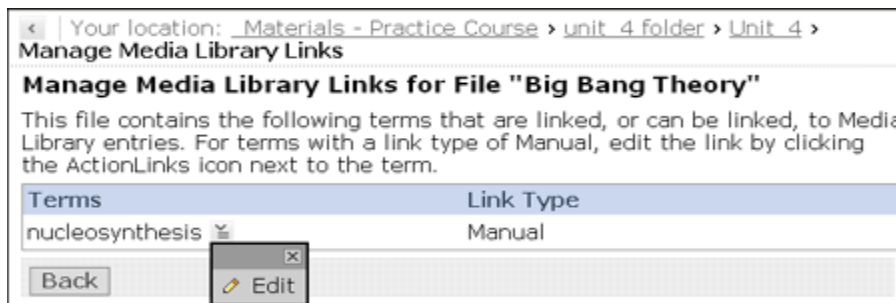 Your location: Materials - Practice Course › unit 4 folder › Unit 4 ›
Manage Media Library Links
Manage Media Library Links for File "Big Bang Theory"
This file contains the following terms that are linked, or can be linked, to Media
Library entries. For terms with a link type of Manual, edit the link by clicking
the ActionLinks icon next to the term.
Terms Link Type
nucleosynthesis Manual
Back Edit